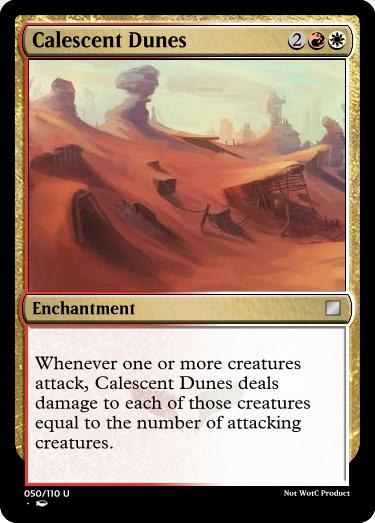 Calescent Dunes 2
Enchantment
Whenever one or more creatures
attack, Calescent Dunes deals
damage to each of those creatures
equal to the number of attacking
creatures.
050/110 U
Not WotC Product